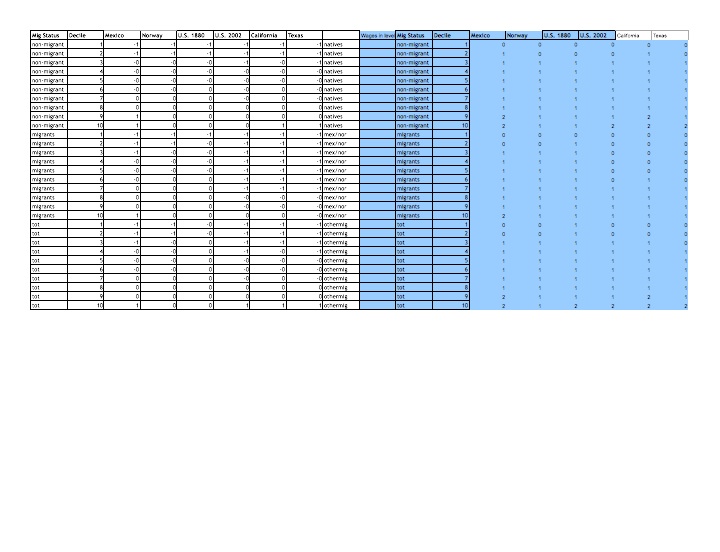 Mig Status Decile Mexico Norway U.S. 1880 U.S. 2002 California Texas Wages in level Mig Status Decile Mexico Norway U.S. 1880 U.S. 2002 California Texas
non-migrant 1 -1 -1 -1 -1 -1 -1 natives non-migrant 1 0 0 0 0 0 0
non-migrant 2 -1 -1 -1 -1 -1 -1 natives non-migrant 2 1 0 0 0 1 0
non-migrant 3 -0 -0 -0 -1 -1 -1 natives non-migrant 3 1 1 1 1 1 1
non-migrant 4 -0 -0 -0 -0 -0 -0 natives non-migrant 4 1 1 1 1 1 1
non-migrant 5 -0 -0 -0 -0 -0 -0 natives non-migrant 5 1 1 1 1 1 1
non-migrant 6 -0 0 0 -0 -0 -0 natives non-migrant 6 1 1 1 1 1 1
non-migrant 7 0 0 0 -0 -0 -0 natives non-migrant 7 1 1 1 1 1 1
non-migrant 8 0 0 0 0 0 0 natives non-migrant 8 1 1 1 1 1 1
non-migrant 9 1 0 0 0 0 0 natives non-migrant 9 2 1 1 1 2 1
non-migrant 10 1 0 0 0 1 1 natives non-migrant 10 2 1 1 2 2 2
migrants 1 -1 -1 -1 -1 -1 -1 mex/nor migrants 1 0 0 0 0 0 0
migrants 2 -1 -1 -0 -1 -1 -1 mex/nor migrants 2 0 0 1 0 0 0
migrants 3 -1 -0 -0 -1 -1 -1 mex/nor migrants 3 1 1 1 0 0 0
migrants 4 -0 -0 -0 -1 -1 -1 mex/nor migrants 4 1 1 1 0 0 0
migrants 5 -0 -0 -0 -1 -1 -1 mex/nor migrants 5 1 1 1 0 0 0
migrants 6 -0 0 0 -1 -1 -1 mex/nor migrants 6 1 1 1 0 1 0
migrants 7 0 0 0 -1 -1 -1 mex/nor migrants 7 1 1 1 1 1 1
migrants 8 0 0 0 -0 -0 -0 mex/nor migrants 8 1 1 1 1 1 1
migrants 9 0 0 0 -0 -0 -0 mex/nor migrants 9 1 1 1 1 1 1
migrants 10 1 0 0 0 0 -0 mex/nor migrants 10 2 1 1 1 1 1
tot 1 -1 -1 -0 -1 -1 -1 othermig tot 1 0 0 1 0 0 0
tot 2 -1 -1 -0 -1 -1 -1 othermig tot 2 0 0 1 0 0 0
tot 3 -1 -0 -0 -1 -1 -1 othermig tot 3 1 1 1 1 1 0
tot 4 -0 -0 0 -0 -0 -0 othermig tot 4 1 1 1 1 1 1
tot 5 -0 -0 0 -0 -0 -0 othermig tot 5 1 1 1 1 1 1
tot 6 -0 -0 0 -0 -0 -0 othermig tot 6 1 1 1 1 1 1
tot 7 0 0 0 -0 -0 -0 othermig tot 7 1 1 1 1 1 1
tot 8 0 0 0 0 0 0 othermig tot 8 1 1 1 1 1 1
tot 9 0 0 0 0 0 0 othermig tot 9 2 1 1 1 2 1
tot 10 1 0 0 1 1 1 othermig tot 10 2 1 2 2 2 2